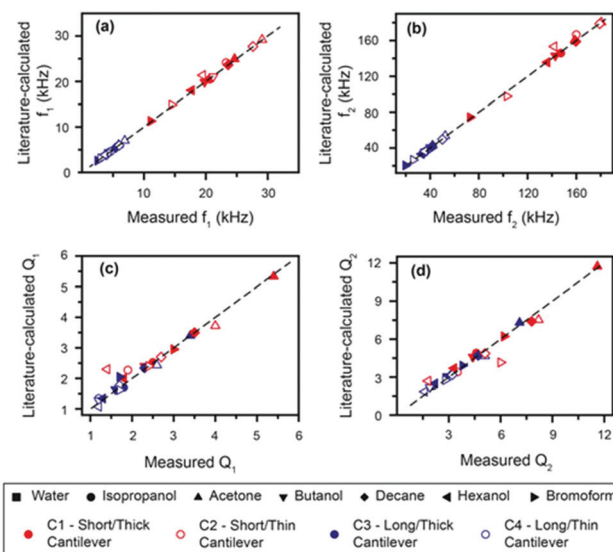 (a)
Literature-calculated
f₁ (kHz)
30
20
10
0
10 20 30
Measured f₁ (kHz)
(b)
Literature-calculated
f₂ (kHz)
160
120
80
40
40 80 120 160
Measured f₂ (kHz)
(c)
Literature-calculated Q₁
6
5
4
3
2
1
1 2 3 4 5 6
Measured Q₁
(d)
Literature-calculated Q₂
12
9
6
3
0
0 3 6 9 12
Measured Q₂
Water Isopropanol Acetone Butanol Decane Hexanol Bromoform
C1 - Short/Thick C2 - Short/Thin C3 - Long/Thick C4 - Long/Thin
Cantilever Cantilever Cantilever Cantilever